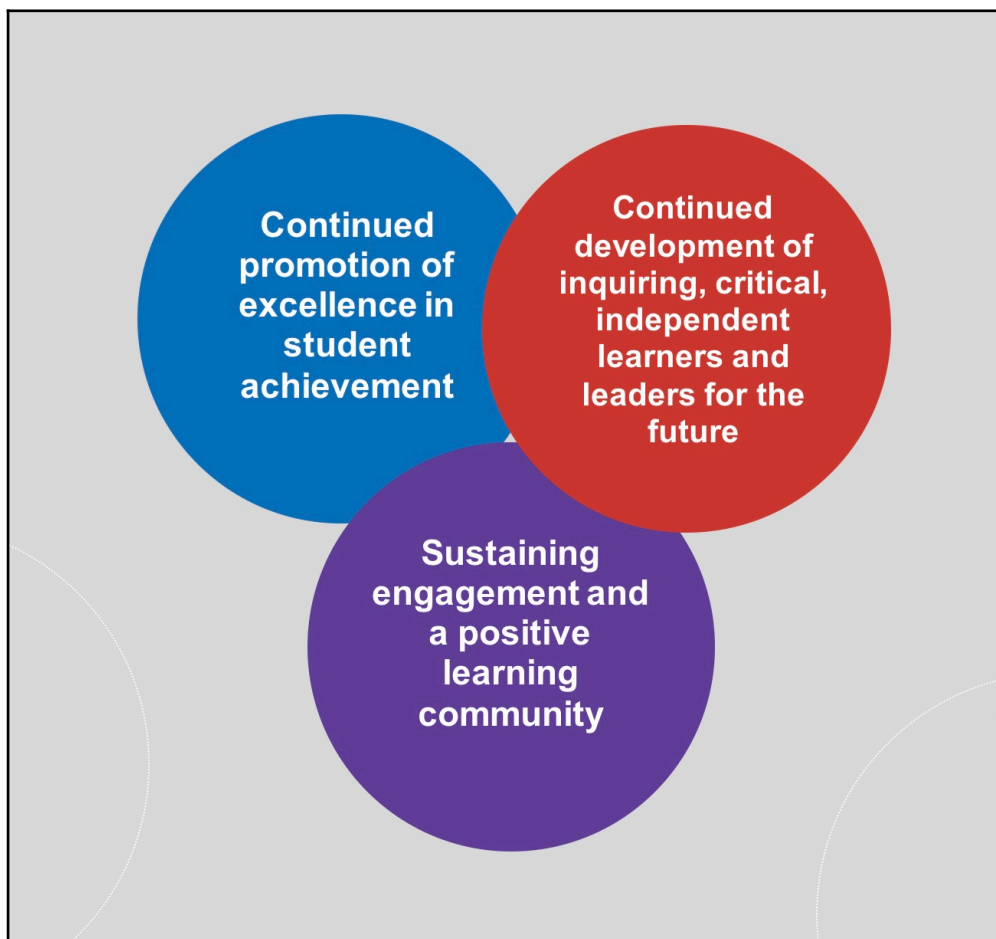 Continued
promotion of
excellence in
student
achievement
Continued
development of
inquiring, critical,
independent
learners and
leaders for the
future
Sustaining
engagement and
a positive
learning
community